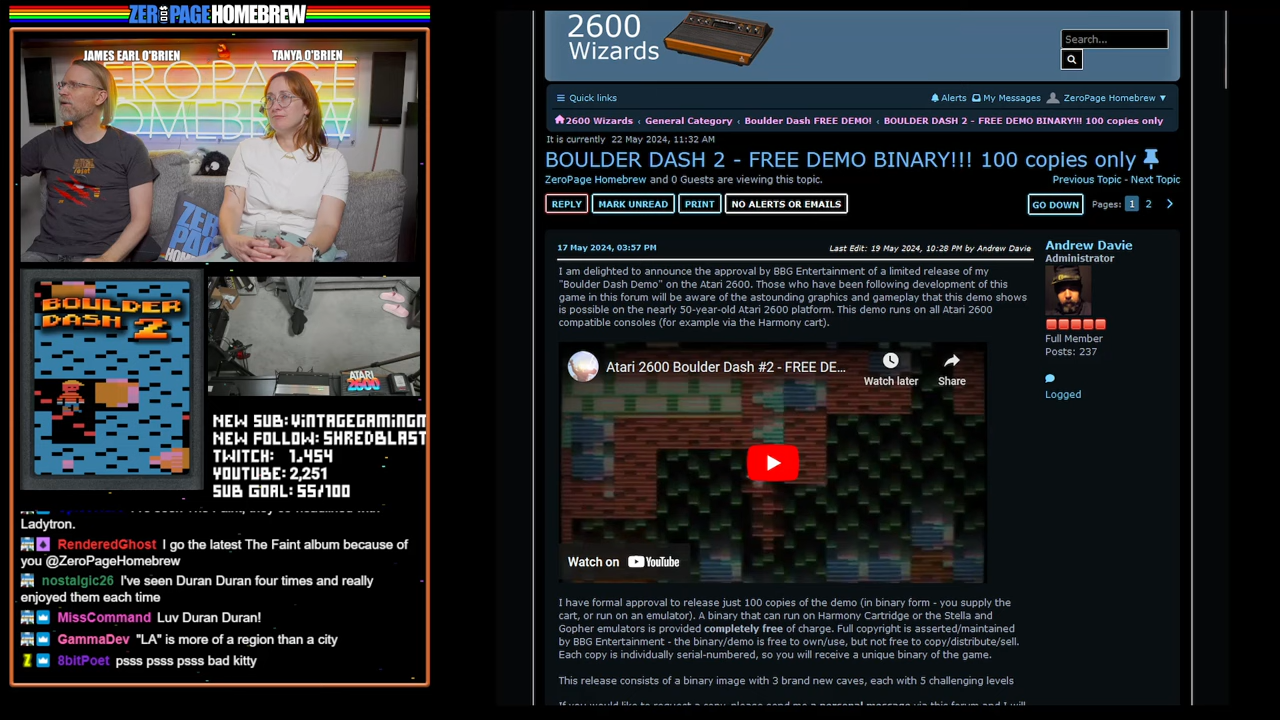 ZEROPAGE HOMEBREW
JAMES EARL O'BRIEN
TANYA O'BRIEN
ZEROPAGE
HOMEBREW
BOULDER
DASH 2
ATARI
2600
NEW SUB: VINTAGEGAMINGM
NEW FOLLOW: SHREDBLAST
TWITCH: 1,454
YOUTUBE: 2,251
SUB GOAL: 55/100
Ladytron.
RenderedGhost I go the latest The Faint album because of
you @ZeroPageHomebrew
nostalgic26 I've seen Duran Duran four times and really
enjoyed them each time
MissCommand Luv Duran Duran!
GammaDev "LA" is more of a region than a city
8bitPoet psss psss psss bad kitty
2600
Wizards
Search...
Quick links
Alerts My Messages ZeroPage Homebrew ▼
2600 Wizards ‹ General Category ‹ Boulder Dash FREE DEMO! ‹ BOULDER DASH 2 - FREE DEMO BINARY!!! 100 copies only
It is currently 22 May 2024, 11:32 AM
BOULDER DASH 2 - FREE DEMO BINARY!!! 100 copies only
ZeroPage Homebrew and 0 Guests are viewing this topic.
Previous Topic - Next Topic
REPLY MARK UNREAD PRINT NO ALERTS OR EMAILS
GO DOWN Pages: 1 2
17 May 2024, 03:57 PM
Last Edit: 19 May 2024, 10:28 PM by Andrew Davie
Andrew Davie
Administrator
Full Member
Posts: 237
Logged
I am delighted to announce the approval by BBG Entertainment of a limited release of my
"Boulder Dash Demo" on the Atari 2600. Those who have been following development of this
game in this forum will be aware of the astounding graphics and gameplay that this demo shows
is possible on the nearly 50-year-old Atari 2600 platform. This demo runs on all Atari 2600
compatible consoles (for example via the Harmony cart).
Atari 2600 Boulder Dash #2 - FREE DE...
Watch later
Share
Watch on YouTube
I have formal approval to release just 100 copies of the demo (in binary form - you supply the
cart, or run on an emulator). A binary that can run on Harmony Cartridge or the Stella and
Gopher emulators is provided completely free of charge. Full copyright is asserted/maintained
by BBG Entertainment - the binary/demo is free to own/use, but not free to copy/distribute/sell.
Each copy is individually serial-numbered, so you will receive a unique binary of the game.
This release consists of a binary image with 3 brand new caves, each with 5 challenging levels